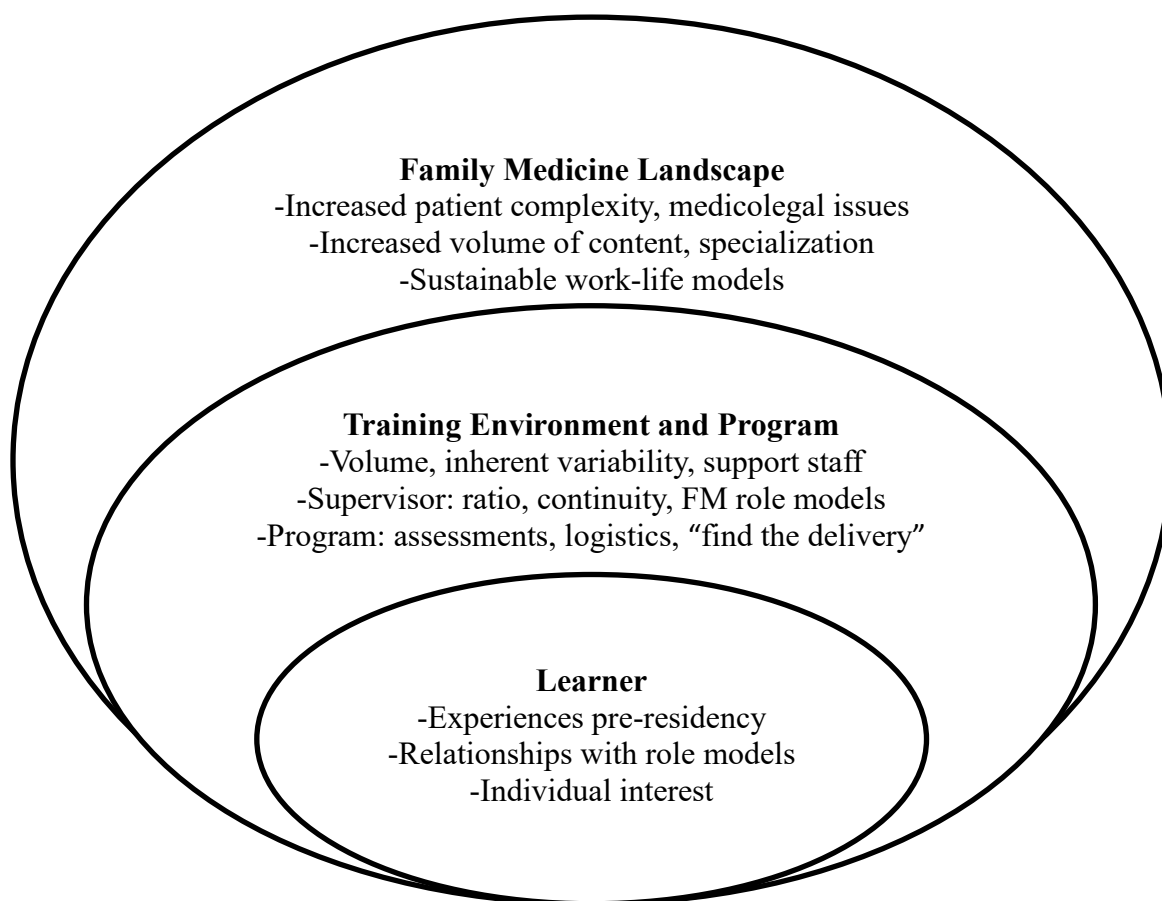 Family Medicine Landscape
-Increased patient complexity, medicolegal issues
-Increased volume of content, specialization
-Sustainable work-life models
Training Environment and Program
-Volume, inherent variability, support staff
-Supervisor: ratio, continuity, FM role models
-Program: assessments, logistics, “find the delivery”
Learner
-Experiences pre-residency
-Relationships with role models
-Individual interest